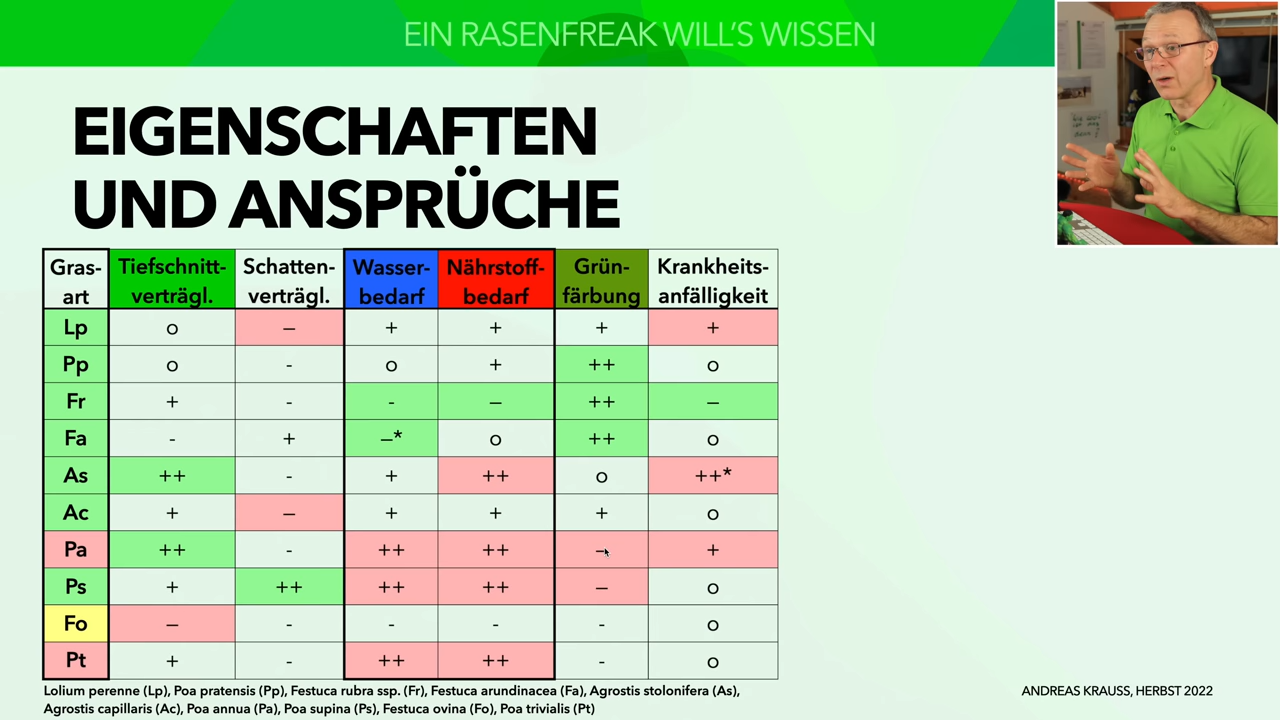 EIN RASENFREAK WILL'S WISSEN
EIGENSCHAFTEN
UND ANSPRÜCHE
Gras-art Tiefschnitt-verträgl. Schatten-verträgl. Wasser-bedarf Nährstoff-bedarf Grün-färbung Krankheits-anfälligkeit
Lp o – + + + +
Pp o - o + ++ o
Fr + - - – ++ –
Fa - + –* o ++ o
As ++ - + ++ o ++*
Ac + – + + + o
Pa ++ - ++ ++ – +
Ps + ++ ++ ++ – o
Fo – - - - - o
Pt + - ++ ++ - o
Lolium perenne (Lp), Poa pratensis (Pp), Festuca rubra ssp. (Fr), Festuca arundinacea (Fa), Agrostis stolonifera (As),
Agrostis capillaris (Ac), Poa annua (Pa), Poa supina (Ps), Festuca ovina (Fo), Poa trivialis (Pt)
ANDREAS KRAUSS, HERBST 2022